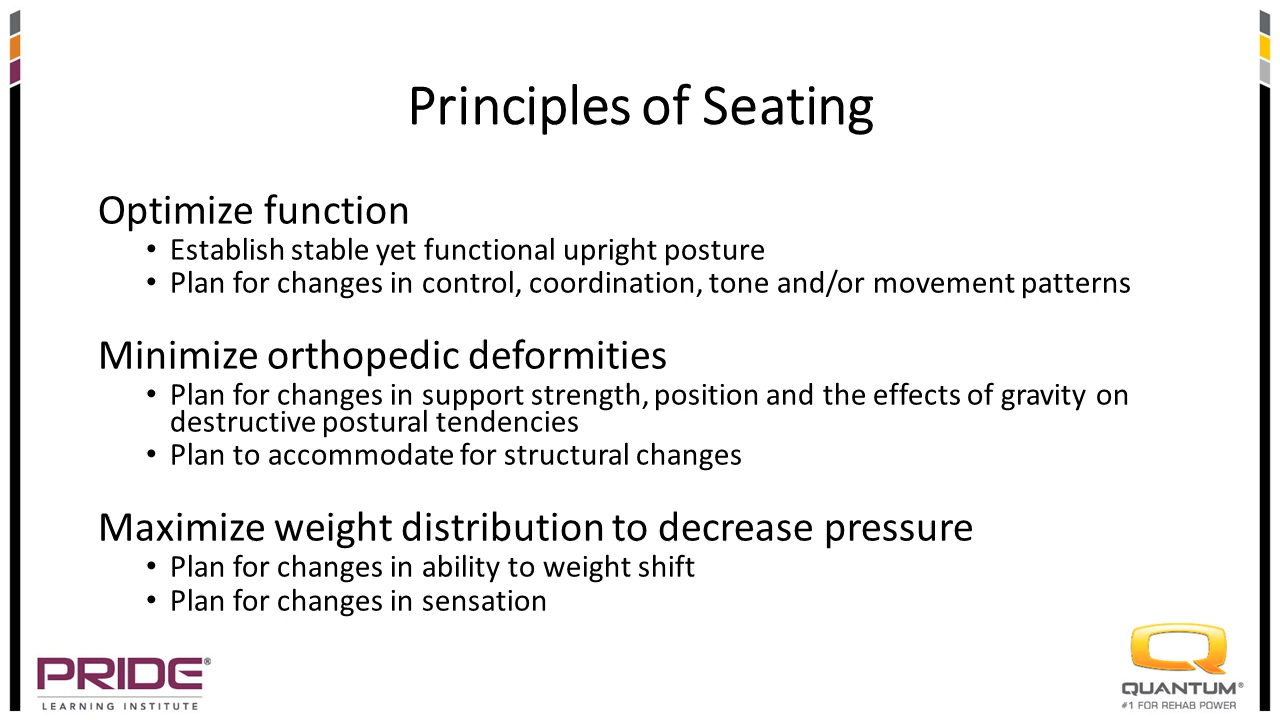 Principles of Seating
Optimize function
• Establish stable yet functional upright posture
• Plan for changes in control, coordination, tone and/or movement patterns
Minimize orthopedic deformities
• Plan for changes in support strength, position and the effects of gravity on
destructive postural tendencies
• Plan to accommodate for structural changes
Maximize weight distribution to decrease pressure
• Plan for changes in ability to weight shift
• Plan for changes in sensation
PRIDE®
LEARNING INSTITUTE
QUANTUM®
#1 FOR REHAB POWER